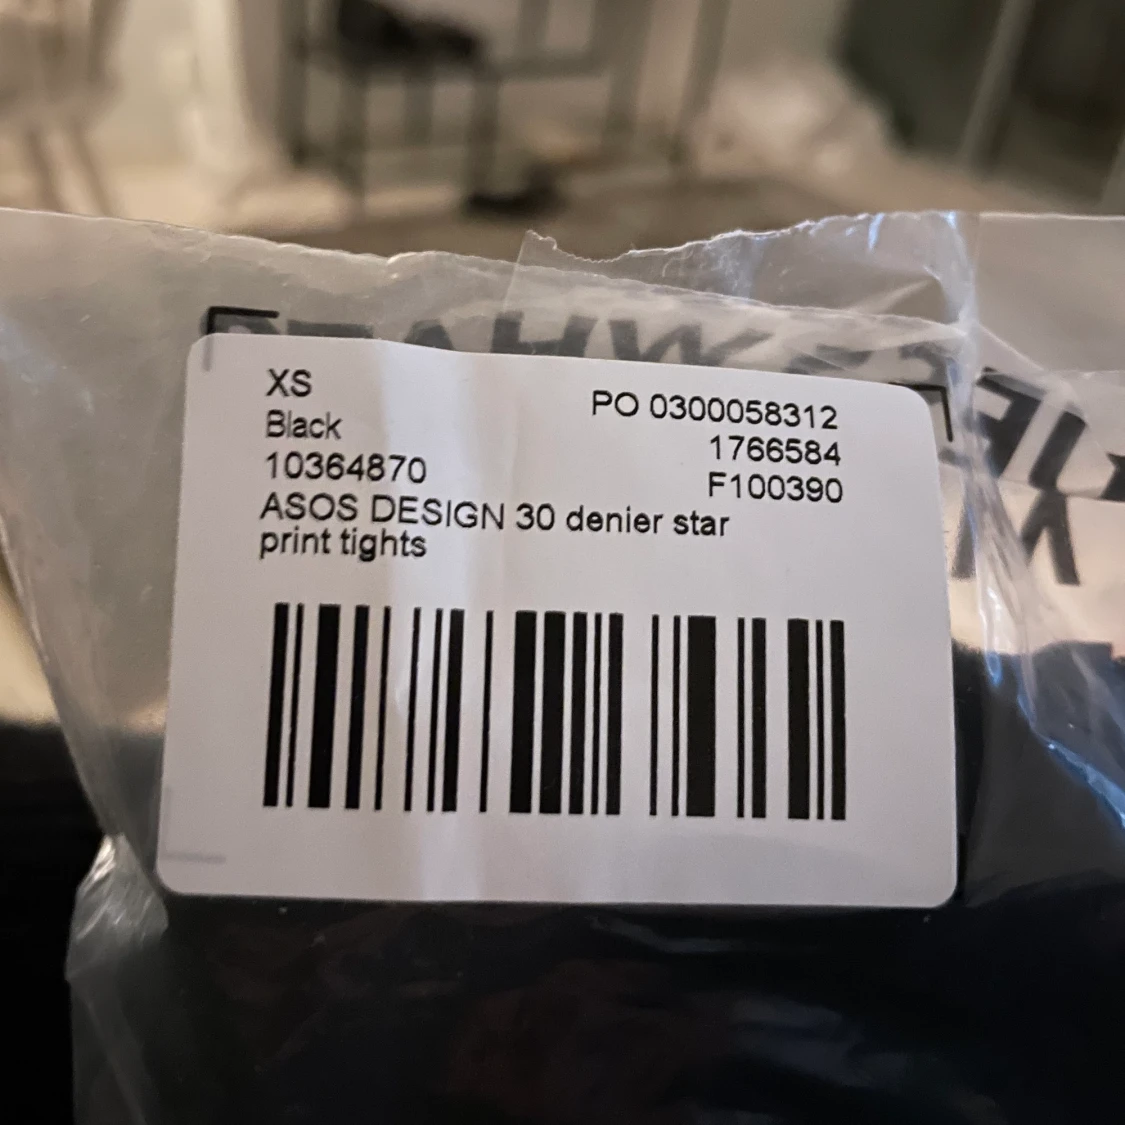 XS
Black
10364870
PO 0300058312
1766584
F100390
ASOS DESIGN 30 denier star
print tights